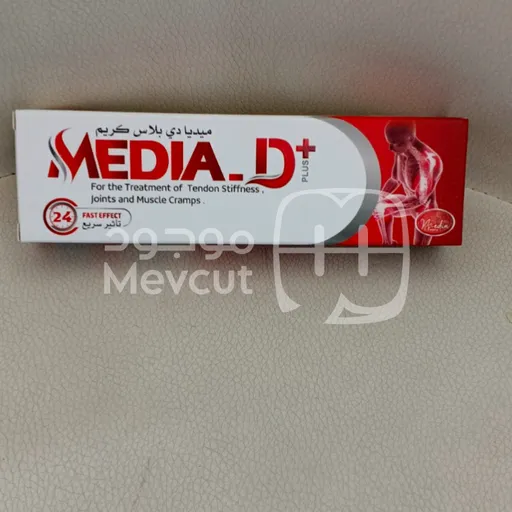 ميديا دي بلاس كريم
MEDIA-D+
PLUS
For the Treatment of Tendon Stiffness,
Joints and Muscle Cramps.
24
FAST EFFECT
تأثير سريع
Media
موجود
Mevcut